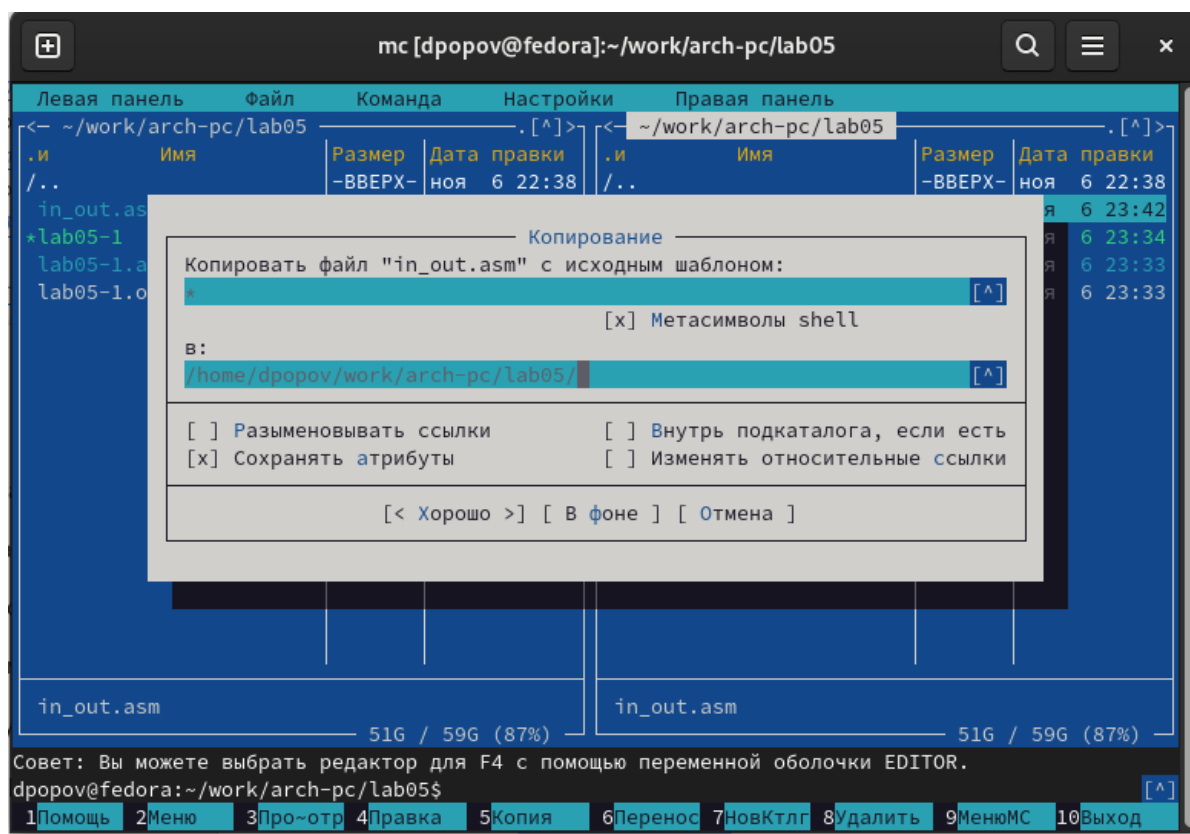 mc [dpopov@fedora]:~/work/arch-pc/lab05
Левая панель Файл Команда Настройки Правая панель
<— ~/work/arch-pc/lab05 .[^]> <— ~/work/arch-pc/lab05 .[^]>
.и Имя Размер Дата правки .и Имя Размер Дата правки
/.. -ВВЕРХ- ноя 6 22:38 /.. -ВВЕРХ- ноя 6 22:38
in_out.as я 6 23:42
*lab05-1 Копирование я 6 23:34
lab05-1.a Копировать файл "in_out.asm" с исходным шаблоном: я 6 23:33
lab05-1.o * [^] я 6 23:33
[x] Метасимволы shell
в:
/home/dpopov/work/arch-pc/lab05/ [^]
[ ] Разыменовывать ссылки [ ] Внутрь подкаталога, если есть
[x] Сохранять атрибуты [ ] Изменять относительные ссылки
[< Хорошо >] [ В фоне ] [ Отмена ]
in_out.asm in_out.asm
51G / 59G (87%) 51G / 59G (87%)
Совет: Вы можете выбрать редактор для F4 с помощью переменной оболочки EDITOR.
dpopov@fedora:~/work/arch-pc/lab05$ [^]
1Помощь 2Меню 3Про~отр 4Правка 5Копия 6Перенос 7НовКтлг 8Удалить 9МенюMC 10Выход